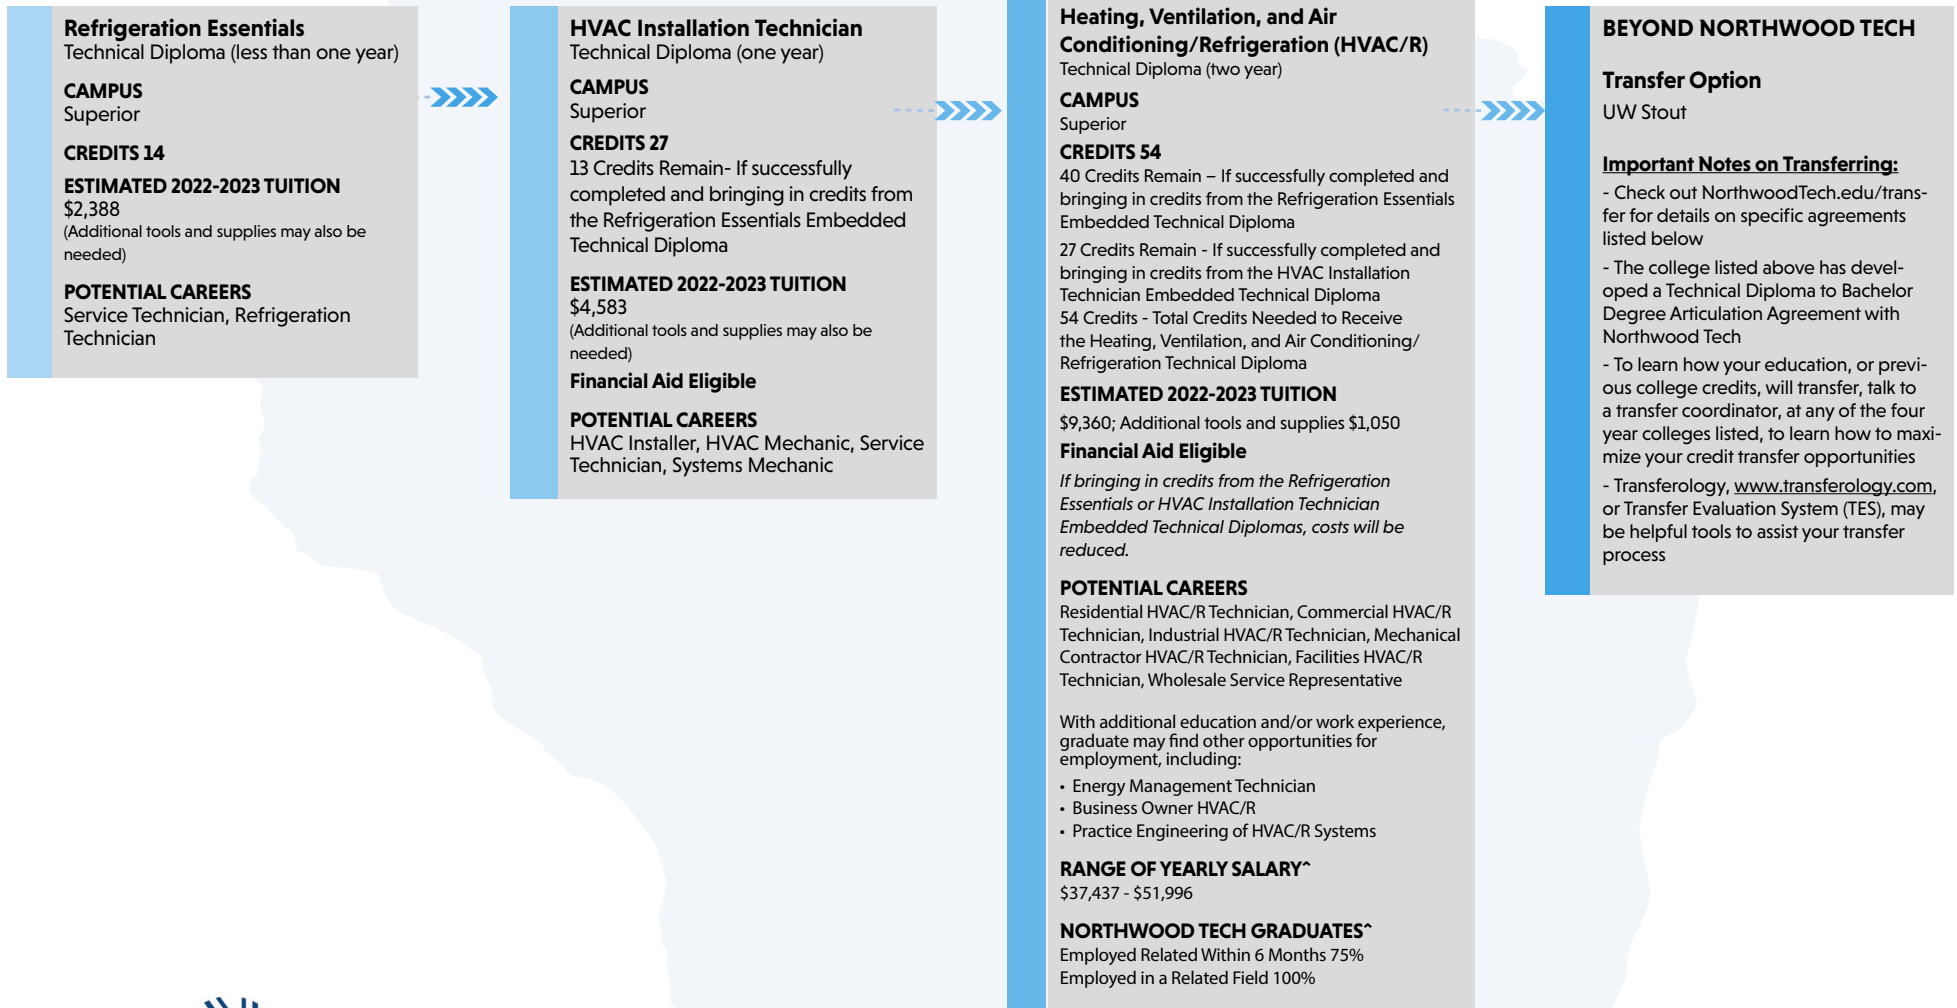 Refrigeration Essentials
Technical Diploma (less than one year)
CAMPUS
Superior
CREDITS 14
ESTIMATED 2022-2023 TUITION
$2,388
(Additional tools and supplies may also be
needed)
POTENTIAL CAREERS
Service Technician, Refrigeration
Technician
HVAC Installation Technician
Technical Diploma (one year)
CAMPUS
Superior
CREDITS 27
13 Credits Remain- If successfully
completed and bringing in credits from
the Refrigeration Essentials Embedded
Technical Diploma
ESTIMATED 2022-2023 TUITION
$4,583
(Additional tools and supplies may also be
needed)
Financial Aid Eligible
POTENTIAL CAREERS
HVAC Installer, HVAC Mechanic, Service
Technician, Systems Mechanic
Heating, Ventilation, and Air
Conditioning/Refrigeration (HVAC/R)
Technical Diploma (two year)
CAMPUS
Superior
CREDITS 54
40 Credits Remain – If successfully completed and
bringing in credits from the Refrigeration Essentials
Embedded Technical Diploma
27 Credits Remain - If successfully completed and
bringing in credits from the HVAC Installation
Technician Embedded Technical Diploma
54 Credits - Total Credits Needed to Receive
the Heating, Ventilation, and Air Conditioning/
Refrigeration Technical Diploma
ESTIMATED 2022-2023 TUITION
$9,360; Additional tools and supplies $1,050
Financial Aid Eligible
If bringing in credits from the Refrigeration
Essentials or HVAC Installation Technician
Embedded Technical Diplomas, costs will be
reduced.
POTENTIAL CAREERS
Residential HVAC/R Technician, Commercial HVAC/R
Technician, Industrial HVAC/R Technician, Mechanical
Contractor HVAC/R Technician, Facilities HVAC/R
Technician, Wholesale Service Representative
With additional education and/or work experience,
graduate may find other opportunities for
employment, including:
• Energy Management Technician
• Business Owner HVAC/R
• Practice Engineering of HVAC/R Systems
RANGE OF YEARLY SALARY^
$37,437 - $51,996
NORTHWOOD TECH GRADUATES^
Employed Related Within 6 Months 75%
Employed in a Related Field 100%
BEYOND NORTHWOOD TECH
Transfer Option
UW Stout
Important Notes on Transferring:
- Check out NorthwoodTech.edu/trans-
fer for details on specific agreements
listed below
- The college listed above has devel-
oped a Technical Diploma to Bachelor
Degree Articulation Agreement with
Northwood Tech
- To learn how your education, or previ-
ous college credits, will transfer, talk to
a transfer coordinator, at any of the four
year colleges listed, to learn how to maxi-
mize your credit transfer opportunities
- Transferology, www.transferology.com,
or Transfer Evaluation System (TES), may
be helpful tools to assist your transfer
process